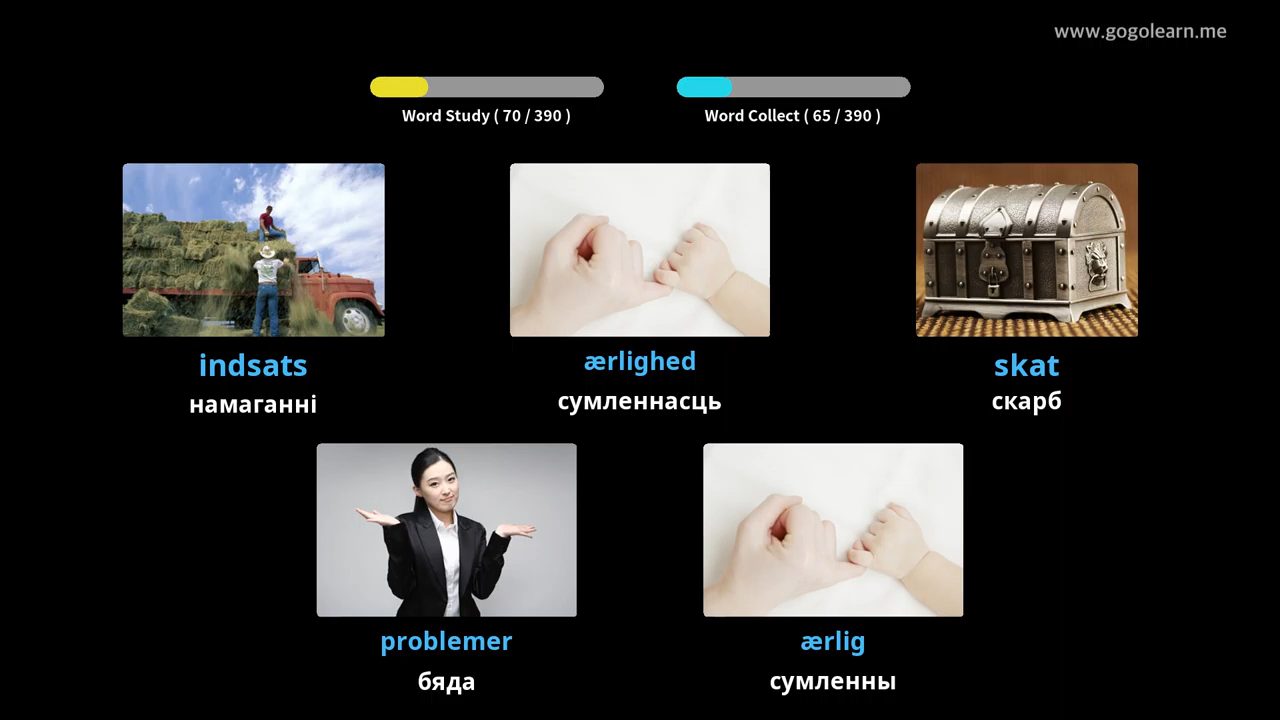 www.gogolearn.me
Word Study ( 70 / 390 )
Word Collect ( 65 / 390 )
indsats
намаганні
ærlighed
сумленнасць
skat
скарб
problemer
бяда
ærlig
сумленны